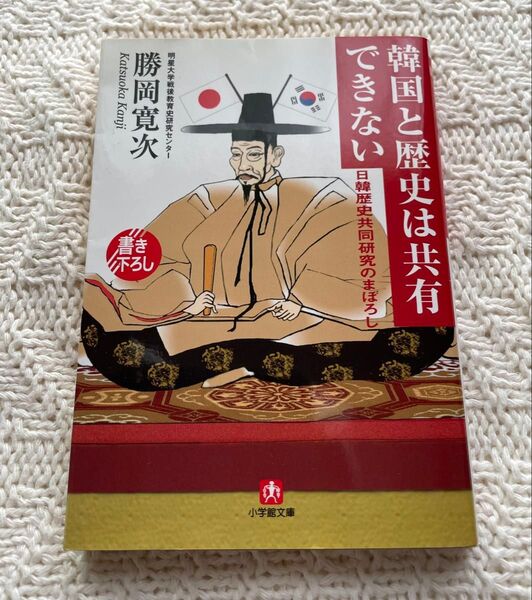 韓国と歴史は共有
できない
日韓歴史共同研究のまぼろし
明星大学戦後教育史研究センター
勝岡寛次
Katsuoka Kanji
書き
下ろし
小学館文庫